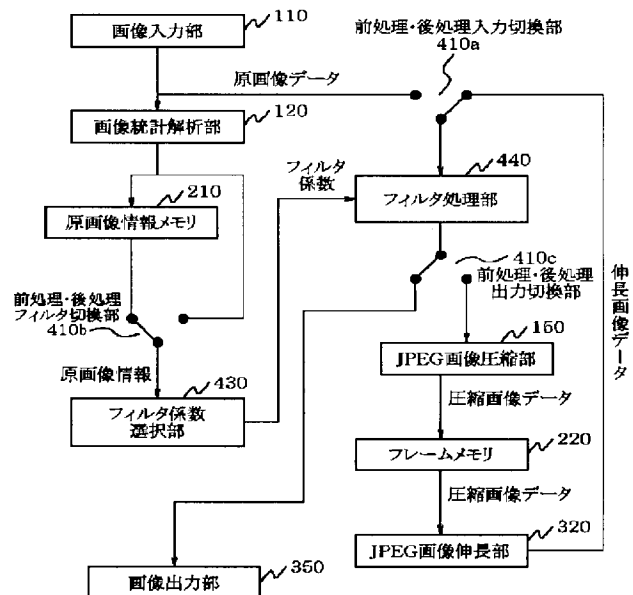 画像入力部
110
前処理・後処理入力切換部
410a
原画像データ
画像統計解析部
120
フィルタ
係数
440
フィルタ処理部
210
原画像情報メモリ
410c
前処理・後処理
出力切換部
伸長画像データ
前処理・後処理
フィルタ切換部
410b
原画像情報
160
JPEG画像圧縮部
430
フィルタ係数
選択部
圧縮画像データ
220
フレームメモリ
圧縮画像データ
320
JPEG画像伸長部
350
画像出力部